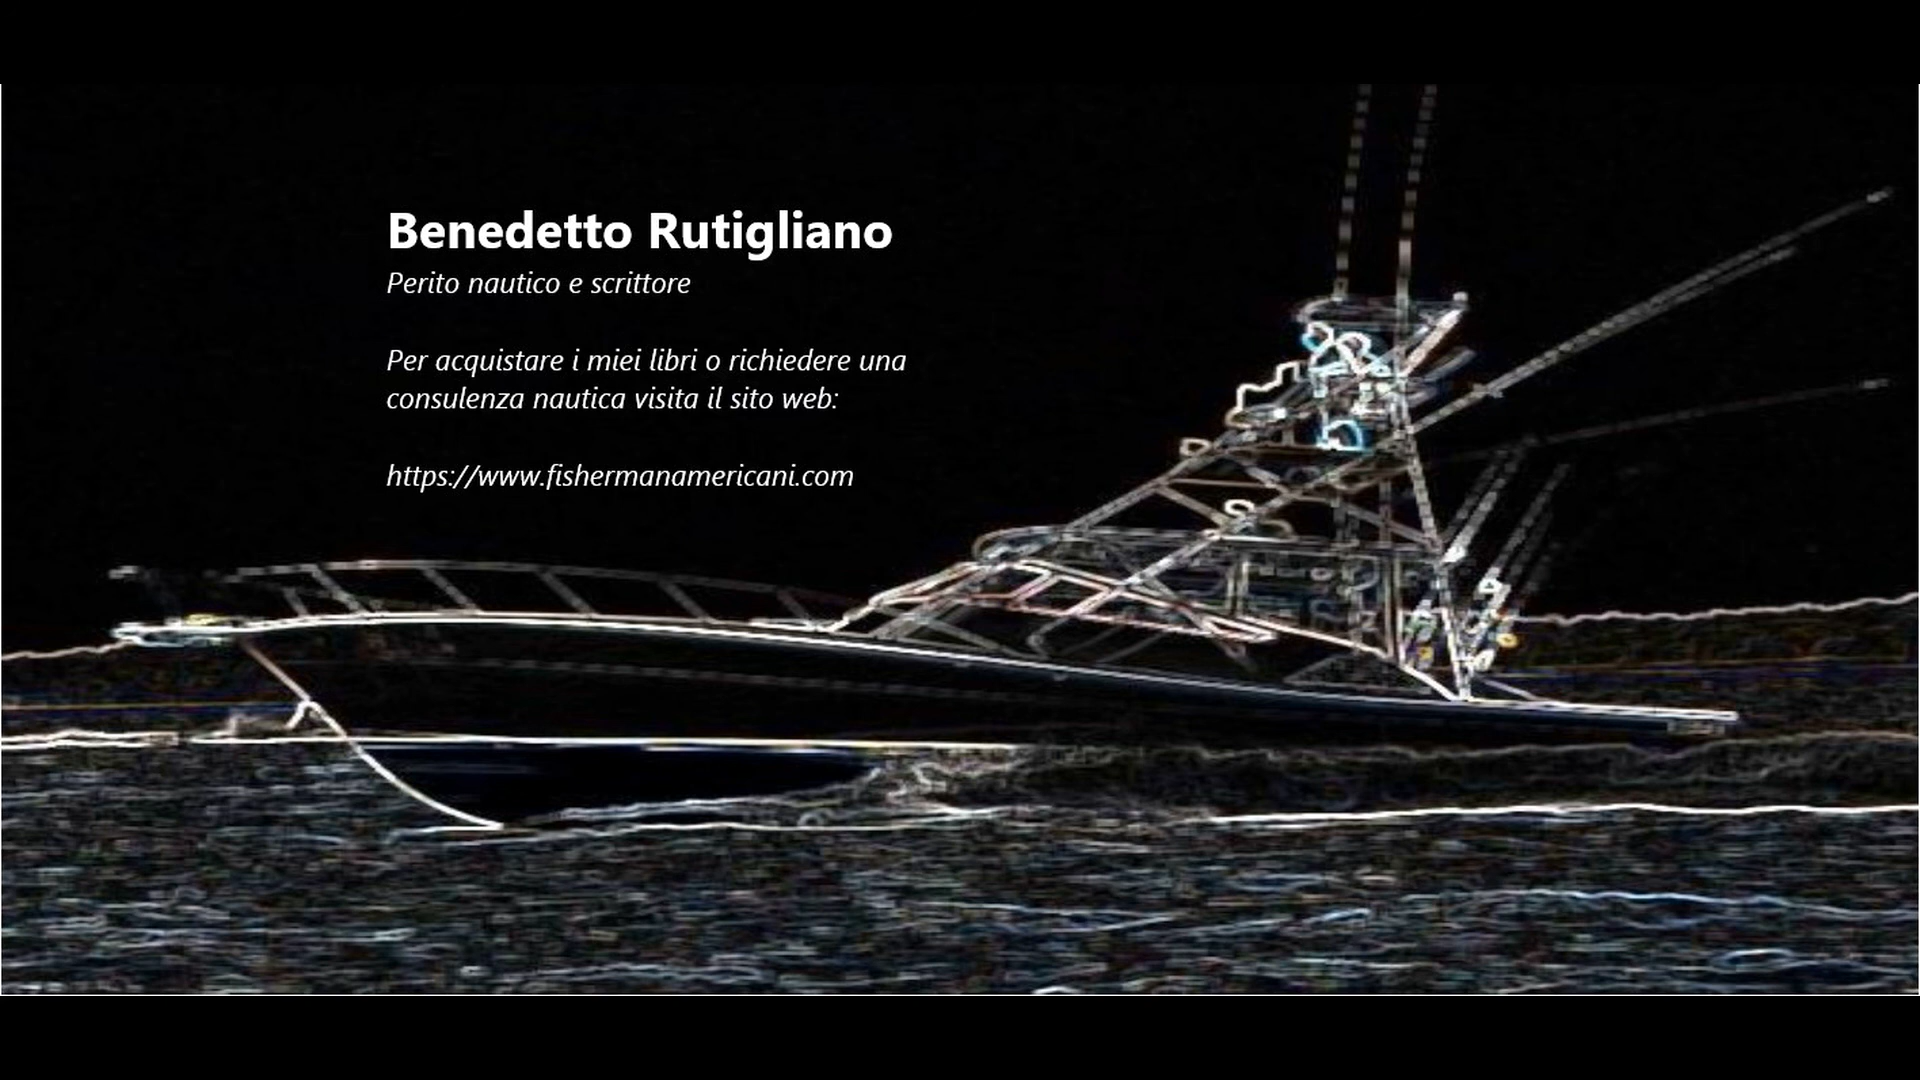 Benedetto Rutigliano
Perito nautico e scrittore
Per acquistare i miei libri o richiedere una
consulenza nautica visita il sito web:
https://www.fishermanamericani.com